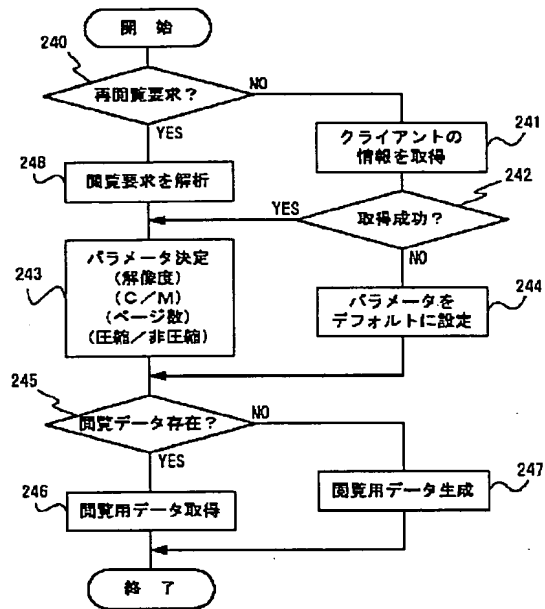 開 始
240
再閲覧要求?
NO
YES
241
クライアントの
情報を取得
248
閲覧要求を解析
242
YES
取得成功?
NO
243
パラメータ決定
(解像度)
(C/M)
(ページ数)
(圧縮/非圧縮)
244
パラメータを
デフォルトに設定
245
閲覧データ存在?
NO
YES
246
閲覧用データ取得
247
閲覧用データ生成
終 了